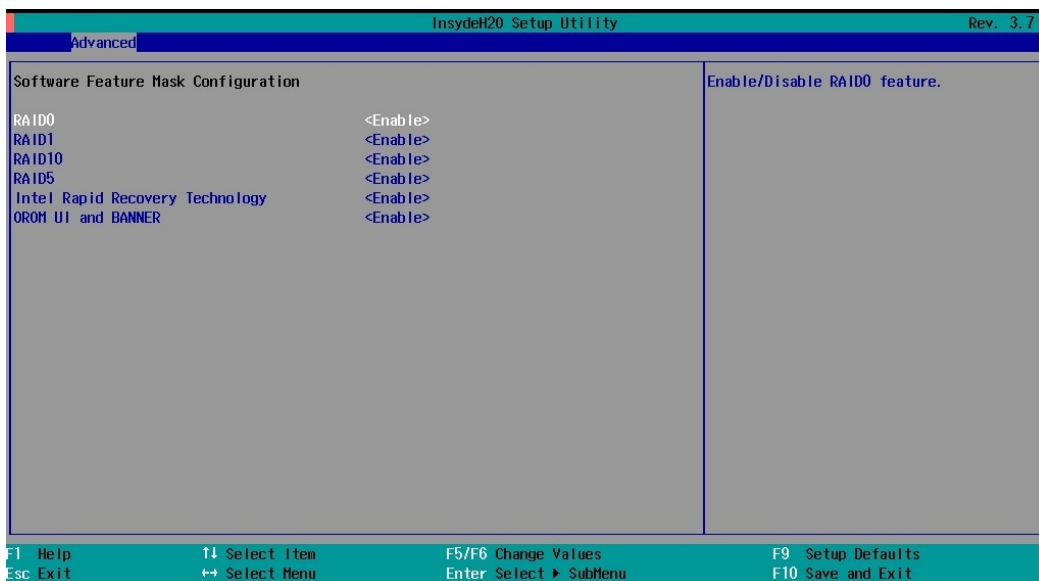 InsydeH20 Setup Utility Rev. 3.7
Advanced
Software Feature Mask Configuration
Enable/Disable RAID0 feature.
RAID0 <Enable>
RAID1 <Enable>
RAID10 <Enable>
RAID5 <Enable>
Intel Rapid Recovery Technology <Enable>
OROM UI and BANNER <Enable>
F1 Help ↑↓ Select Item F5/F6 Change Values F9 Setup Defaults
Esc Exit ↔ Select Menu Enter Select ▶ SubMenu F10 Save and Exit